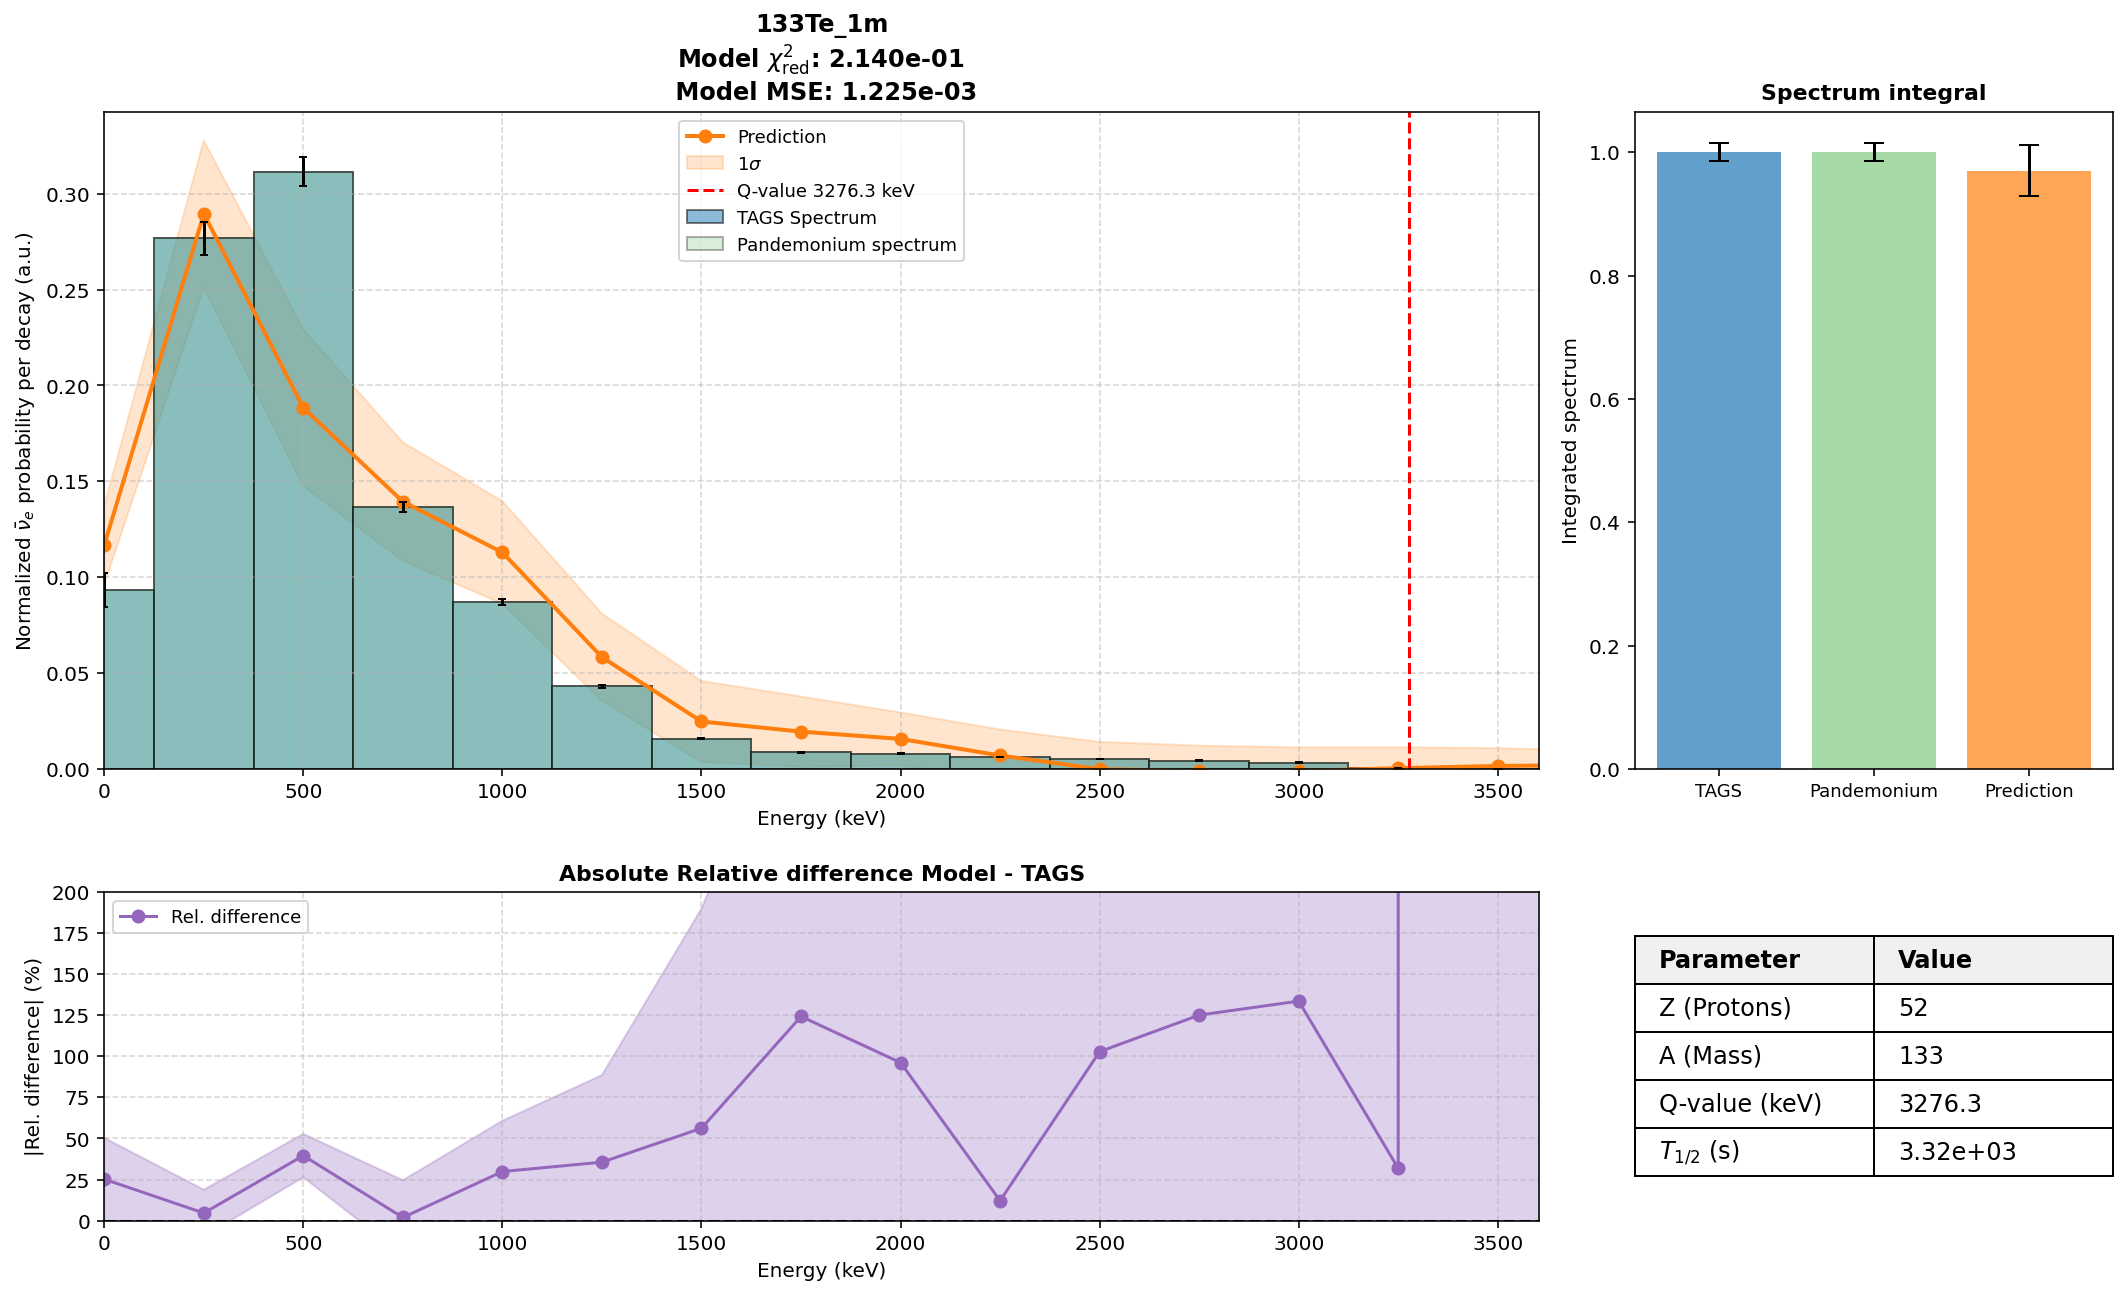 133Te_1m
Model χ²red: 2.140e-01
Model MSE: 1.225e-03
Normalized ν̄e probability per decay (a.u.)
0.30
0.25
0.20
0.15
0.10
0.05
0.00
Prediction
1σ
Q-value 3276.3 keV
TAGS Spectrum
Pandemonium spectrum
0 500 1000 1500 2000 2500 3000 3500
Energy (keV)
Spectrum integral
Integrated spectrum
1.0
0.8
0.6
0.4
0.2
0.0
TAGS Pandemonium Prediction
Absolute Relative difference Model - TAGS
|Rel. difference| (%)
200
175
150
125
100
75
50
25
0
Rel. difference
0 500 1000 1500 2000 2500 3000 3500
Energy (keV)
Parameter Value
Z (Protons) 52
A (Mass) 133
Q-value (keV) 3276.3
T1/2 (s) 3.32e+03